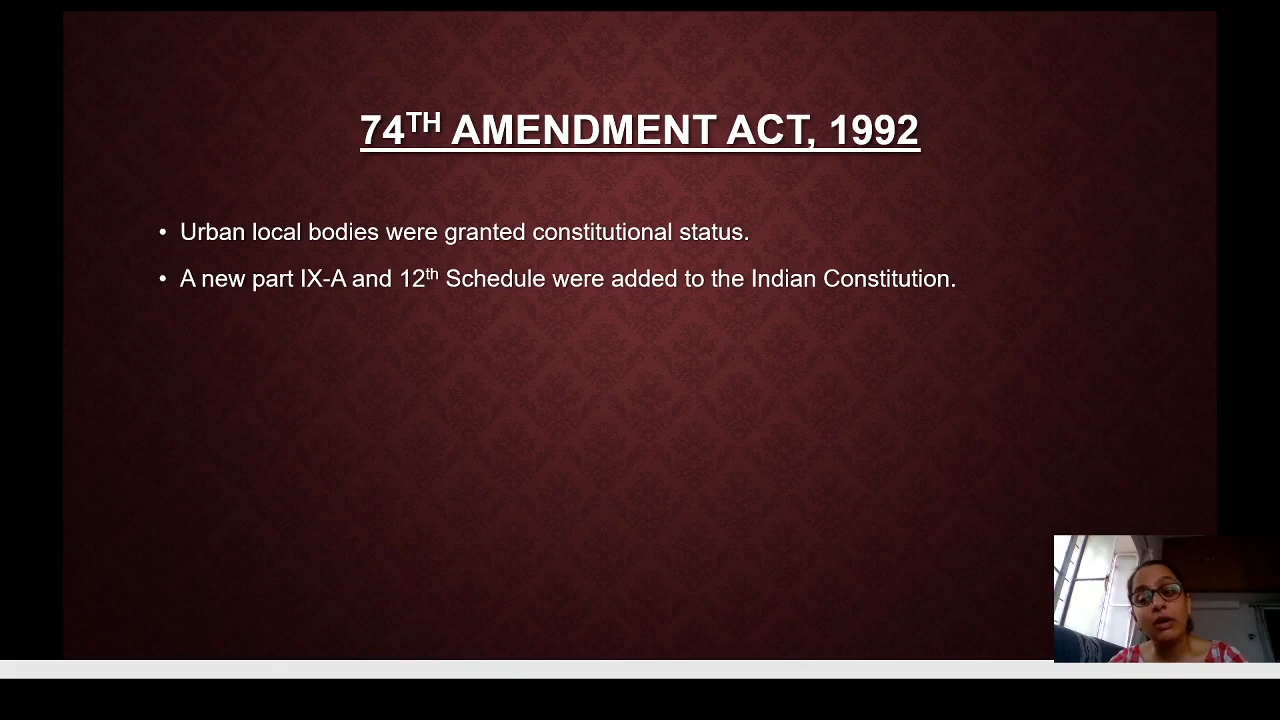 74TH AMENDMENT ACT, 1992
• Urban local bodies were granted constitutional status.
• A new part IX-A and 12th Schedule were added to the Indian Constitution.